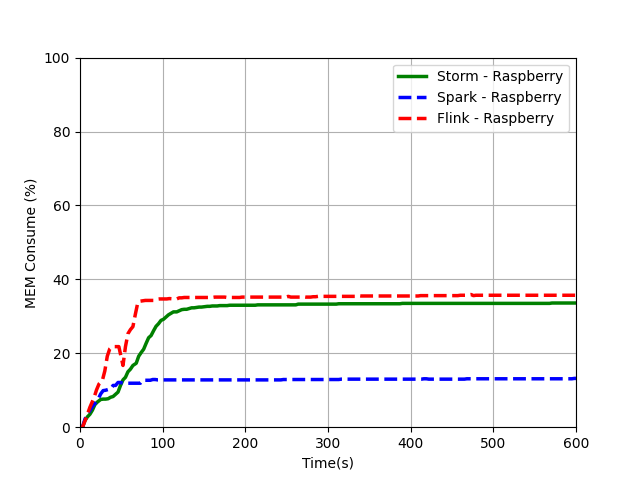 100
80
60
40
20
0
MEM Consume (%)
Storm - Raspberry
Spark - Raspberry
Flink - Raspberry
0 100 200 300 400 500 600
Time(s)